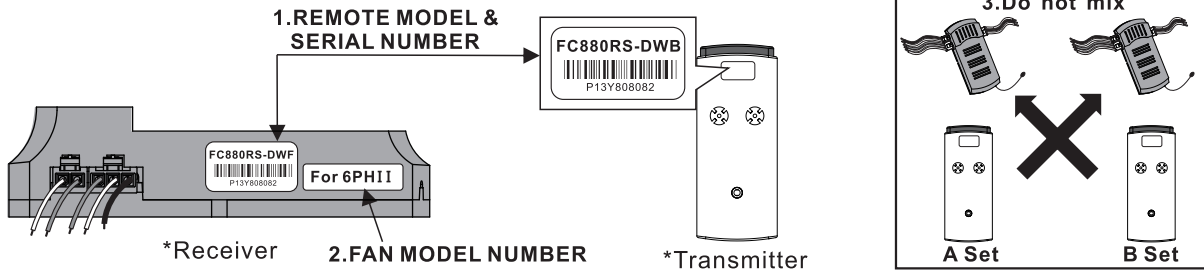 1.REMOTE MODEL &
SERIAL NUMBER
FC880RS-DWB
P13Y808082
FC880RS-DWF
P13Y808082
For 6PHII
*Receiver
2.FAN MODEL NUMBER
*Transmitter
3.Do not mix
A Set
B Set